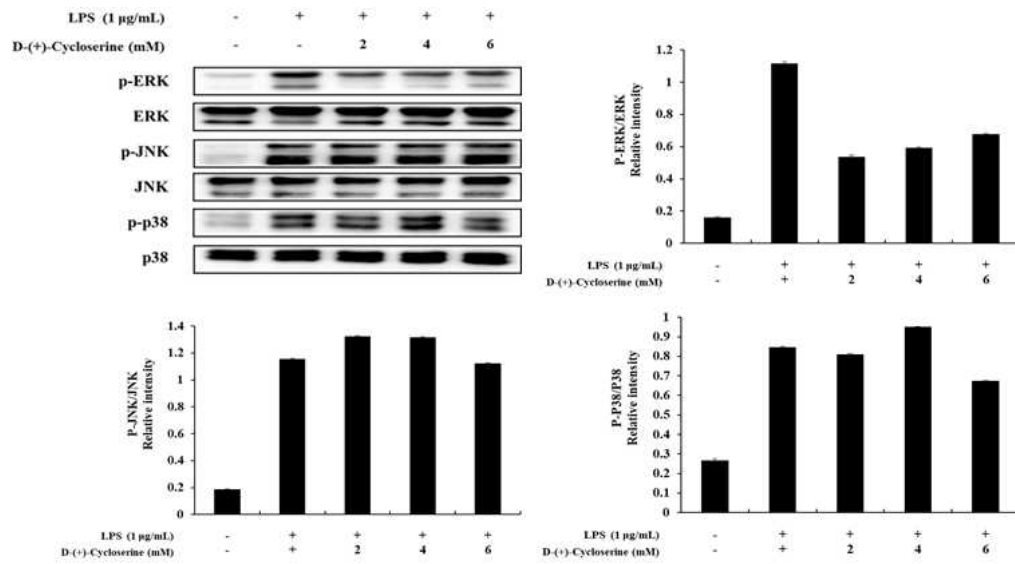 LPS (1 µg/mL) - + + + +
D-(+)-Cycloserine (mM) - - 2 4 6
p-ERK
ERK
p-JNK
JNK
p-p38
p38
P-ERK/ERK
Relative intensity
1.2
1
0.8
0.6
0.4
0.2
0
LPS (1 µg/mL) - + + + +
D-(+)-Cycloserine (mM) - + 2 4 6
P-JNK/JNK
Relative intensity
1.4
1.2
1
0.8
0.6
0.4
0.2
0
LPS (1 µg/mL) - + + + +
D-(+)-Cycloserine (mM) - + 2 4 6
P-P38/P38
Relative intensity
1
0.9
0.8
0.7
0.6
0.5
0.4
0.3
0.2
0.1
0
LPS (1 µg/mL) - + + + +
D-(+)-Cycloserine (mM) - + 2 4 6